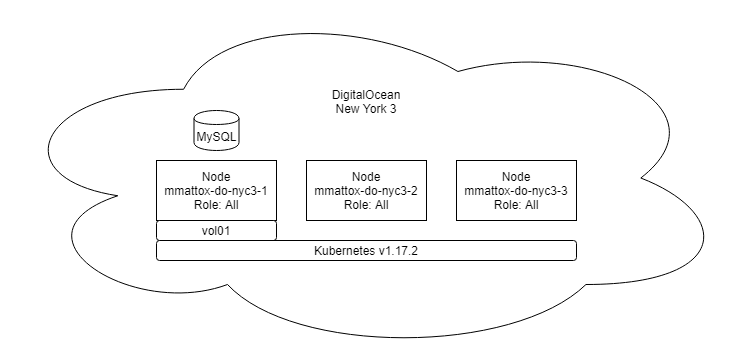 DigitalOcean
New York 3
MySQL
Node
mmattox-do-nyc3-1
Role: All
Node
mmattox-do-nyc3-2
Role: All
Node
mmattox-do-nyc3-3
Role: All
vol01
Kubernetes v1.17.2